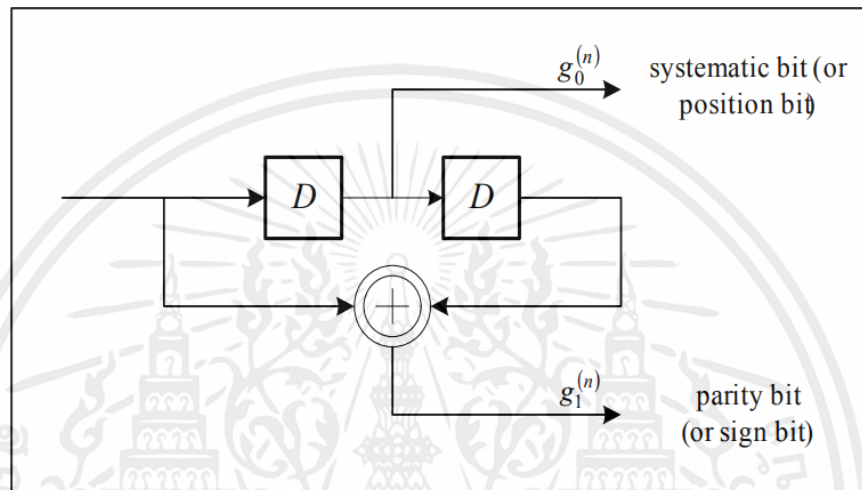 g₀⁽ⁿ⁾
systematic bit (or
position bit)
D
D
+
g₁⁽ⁿ⁾
parity bit
(or sign bit)